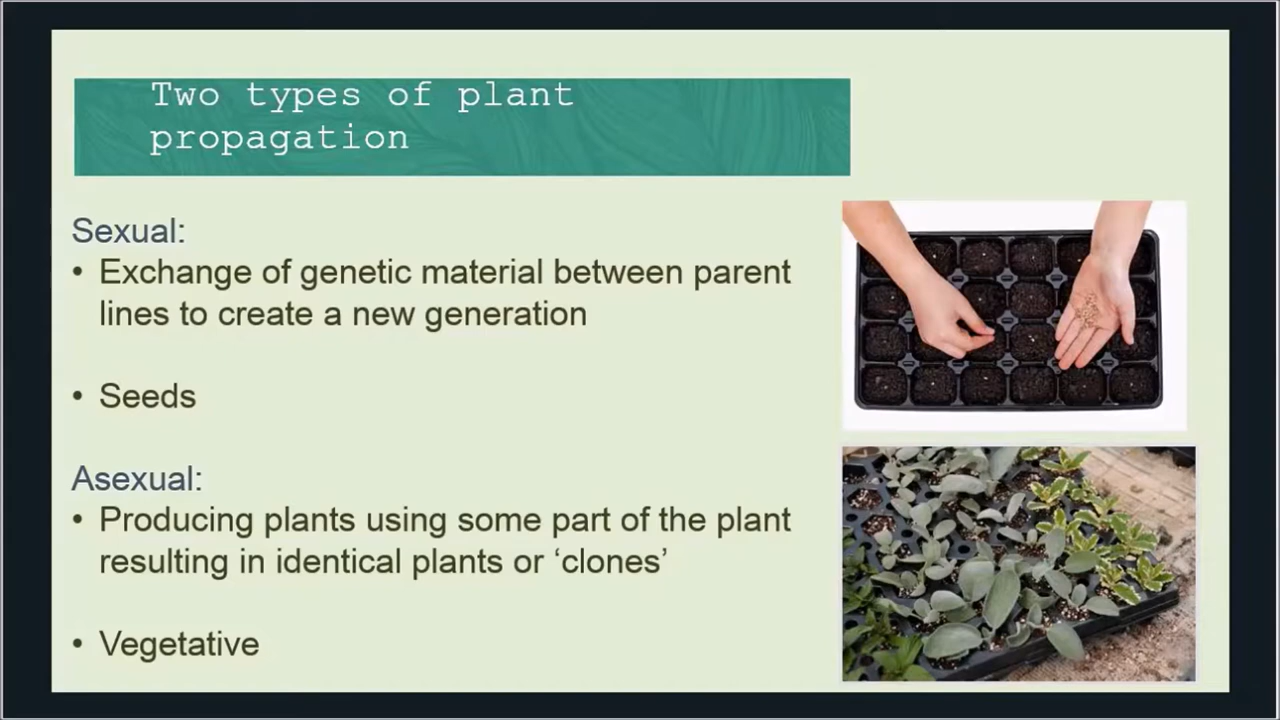 Two types of plant
propagation
Sexual:
• Exchange of genetic material between parent
lines to create a new generation
• Seeds
Asexual:
• Producing plants using some part of the plant
resulting in identical plants or ‘clones’
• Vegetative